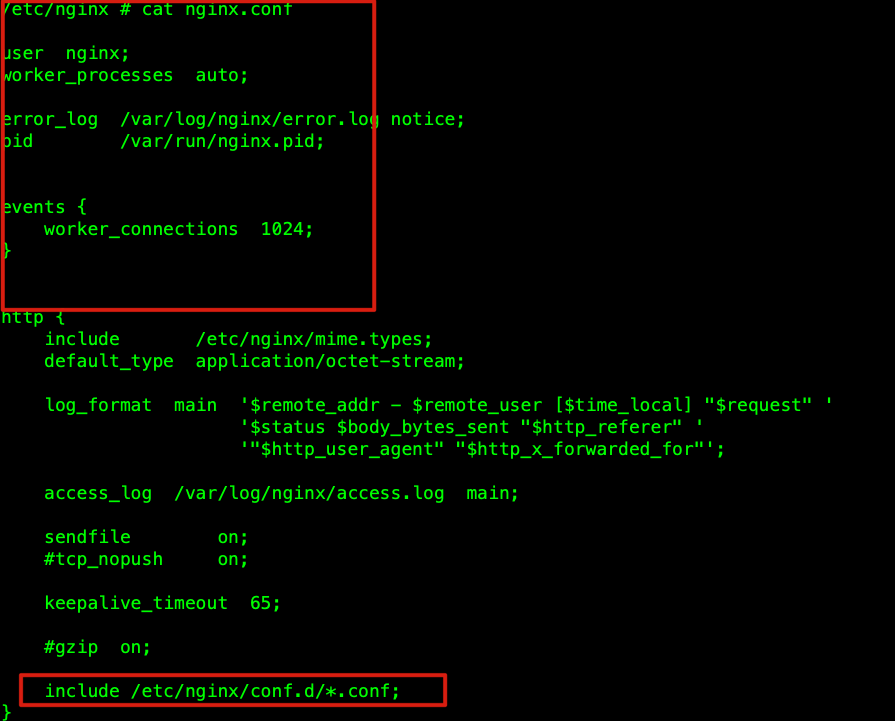 /etc/nginx # cat nginx.conf
user  nginx;
worker_processes  auto;
error_log  /var/log/nginx/error.log notice;
pid        /var/run/nginx.pid;
events {
    worker_connections  1024;
}
http {
    include       /etc/nginx/mime.types;
    default_type  application/octet-stream;
    log_format  main  '$remote_addr - $remote_user [$time_local] "$request" '
                      '$status $body_bytes_sent "$http_referer" '
                      '"$http_user_agent" "$http_x_forwarded_for"';
    access_log  /var/log/nginx/access.log  main;
    sendfile        on;
    #tcp_nopush     on;
    keepalive_timeout  65;
    #gzip  on;
    include /etc/nginx/conf.d/*.conf;
}